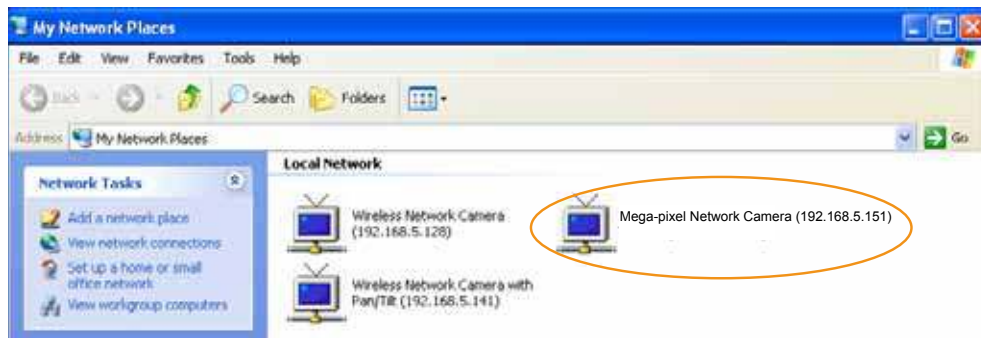 My Network Places
File Edit View Favorites Tools Help
Back Search Folders
Address My Network Places Go
Local Network
Network Tasks
Add a network place
View network connections
Set up a home or small
office network
View workgroup computers
Wireless Network Camera
(192.168.5.128)
Mega-pixel Network Camera (192.168.5.151)
Wireless Network Camera with
Pan/Tilt (192.168.5.141)